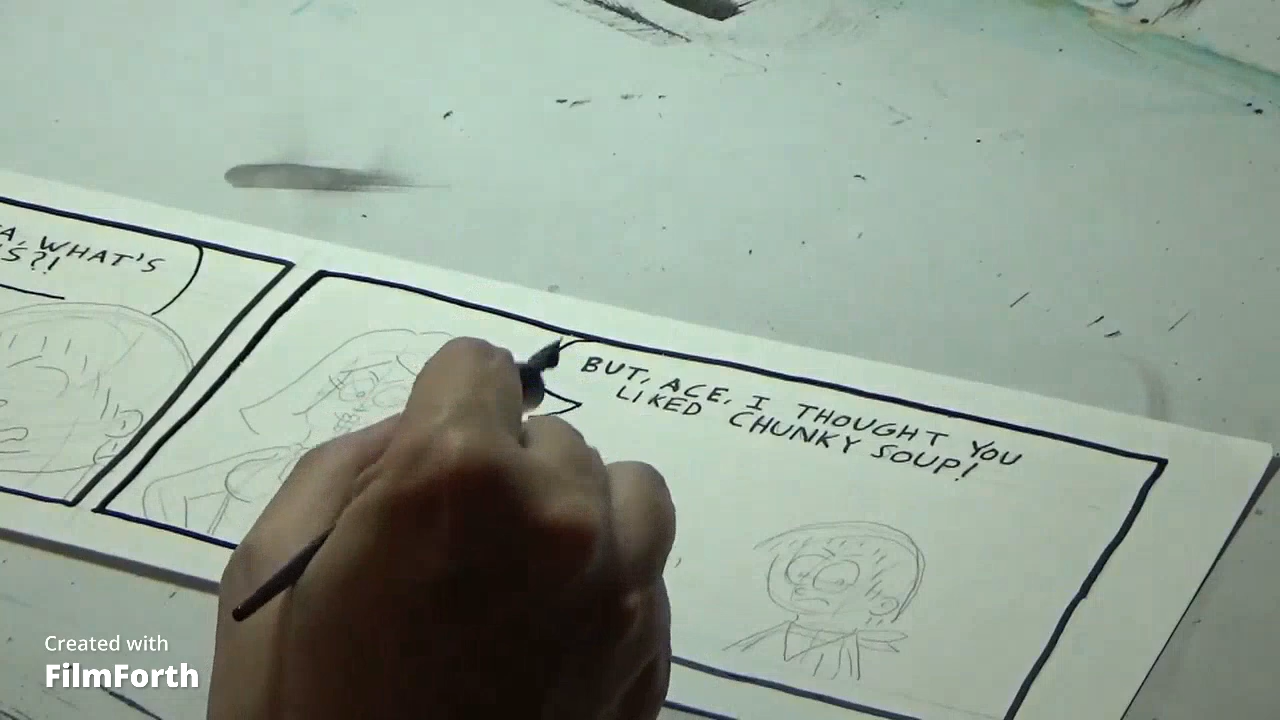 A, WHAT'S
S?!
BUT, ACE, I THOUGHT YOU
LIKED CHUNKY SOUP!
Created with
FilmForth